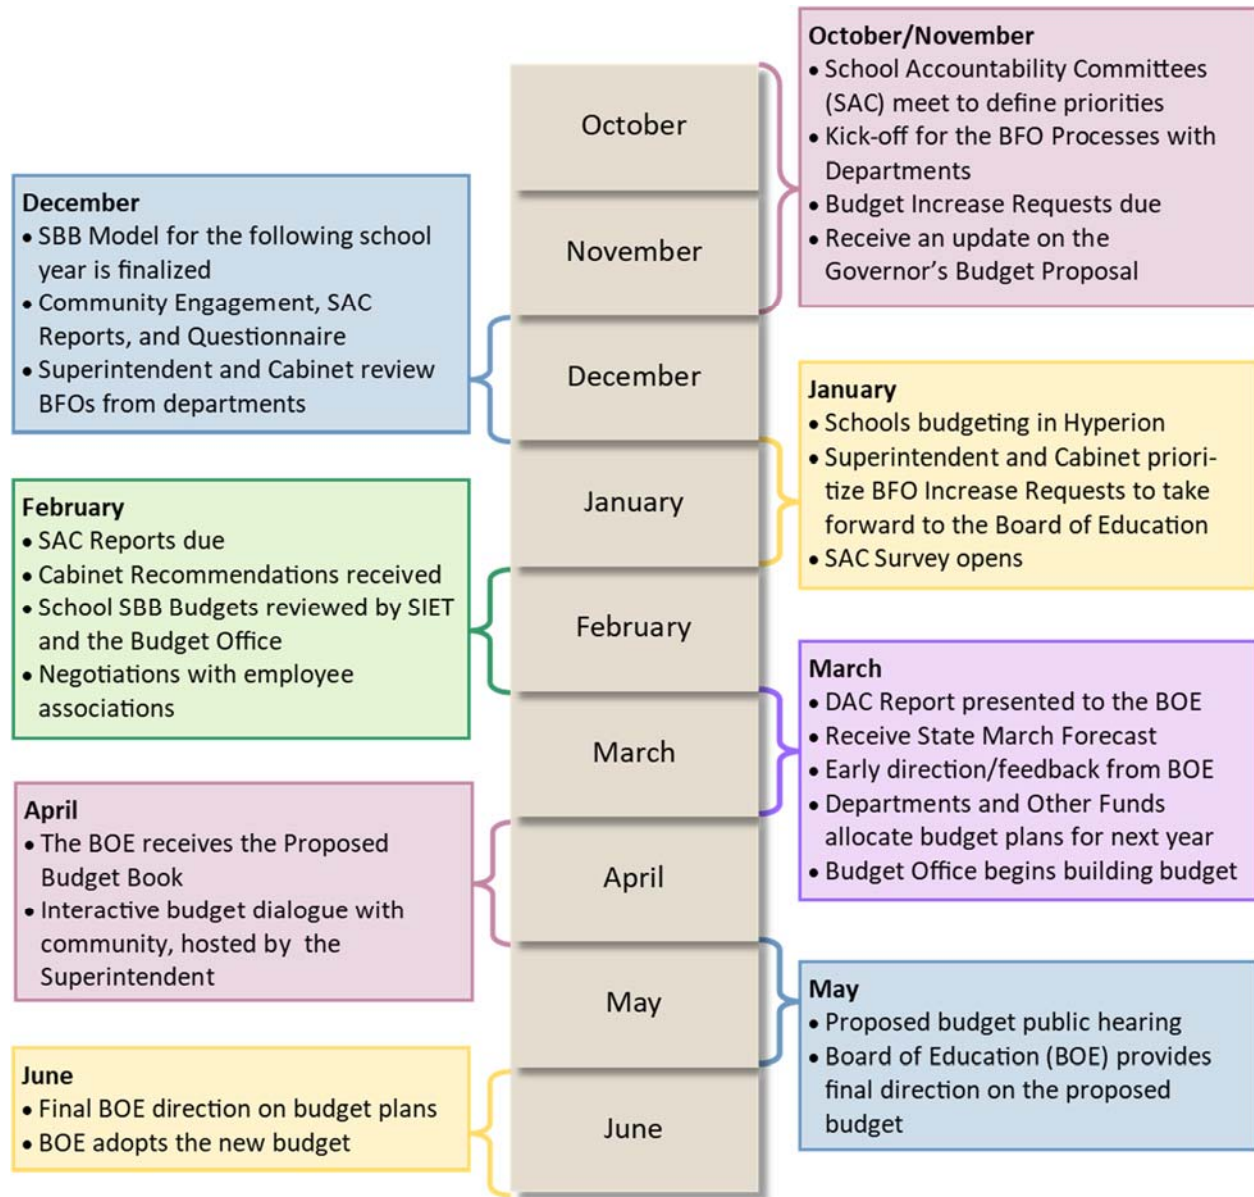 October/November
• School Accountability Committees
(SAC) meet to define priorities
• Kick-off for the BFO Processes with
Departments
• Budget Increase Requests due
• Receive an update on the
Governor's Budget Proposal
October
November
December
• SBB Model for the following school
year is finalized
• Community Engagement, SAC
Reports, and Questionnaire
• Superintendent and Cabinet review
BFOs from departments
December
January
• Schools budgeting in Hyperion
• Superintendent and Cabinet priori-
tize BFO Increase Requests to take
forward to the Board of Education
• SAC Survey opens
January
February
• SAC Reports due
• Cabinet Recommendations received
• School SBB Budgets reviewed by SIET
and the Budget Office
• Negotiations with employee
associations
February
March
• DAC Report presented to the BOE
• Receive State March Forecast
• Early direction/feedback from BOE
• Departments and Other Funds
allocate budget plans for next year
• Budget Office begins building budget
March
April
• The BOE receives the Proposed
Budget Book
• Interactive budget dialogue with
community, hosted by the
Superintendent
April
May
• Proposed budget public hearing
• Board of Education (BOE) provides
final direction on the proposed
budget
May
June
• Final BOE direction on budget plans
• BOE adopts the new budget
June